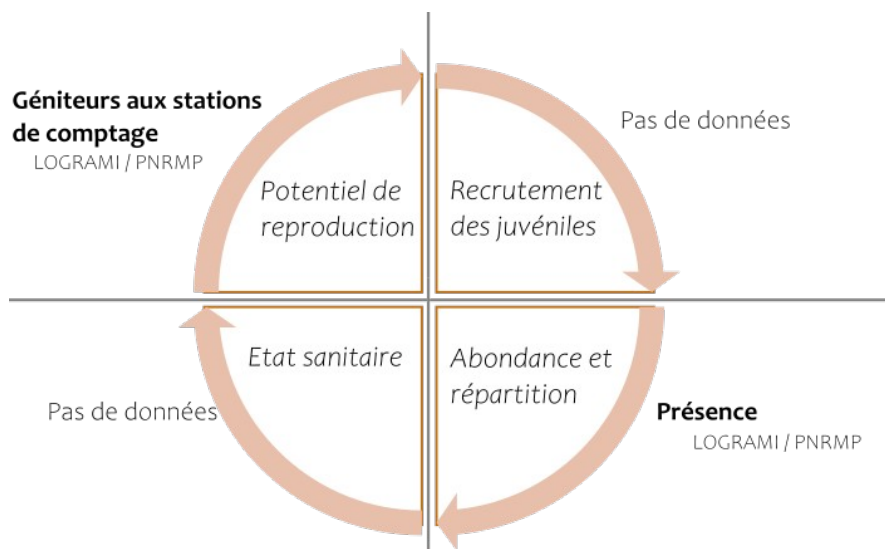 Géniteurs aux stations
de comptage
LOGRAMI / PNRMP
Potentiel de
reproduction
Recrutement
des juvéniles
Pas de données
Etat sanitaire
Pas de données
Abondance et
répartition
Présence
LOGRAMI / PNRMP